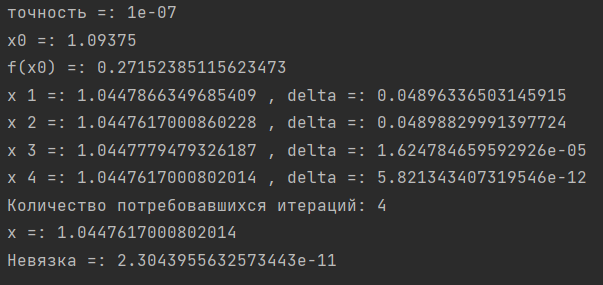 точность =: 1e-07
x0 =: 1.09375
f(x0) =: 0.27152385115623473
x 1 =: 1.0447866349685409 , delta =: 0.04896336503145915
x 2 =: 1.0447617000860228 , delta =: 0.04898829991397724
x 3 =: 1.0447779479326187 , delta =: 1.624784659592926e-05
x 4 =: 1.0447617000802014 , delta =: 5.821343407319546e-12
Количество потребовавшихся итераций: 4
x =: 1.0447617000802014
Невязка =: 2.3043955632573443e-11